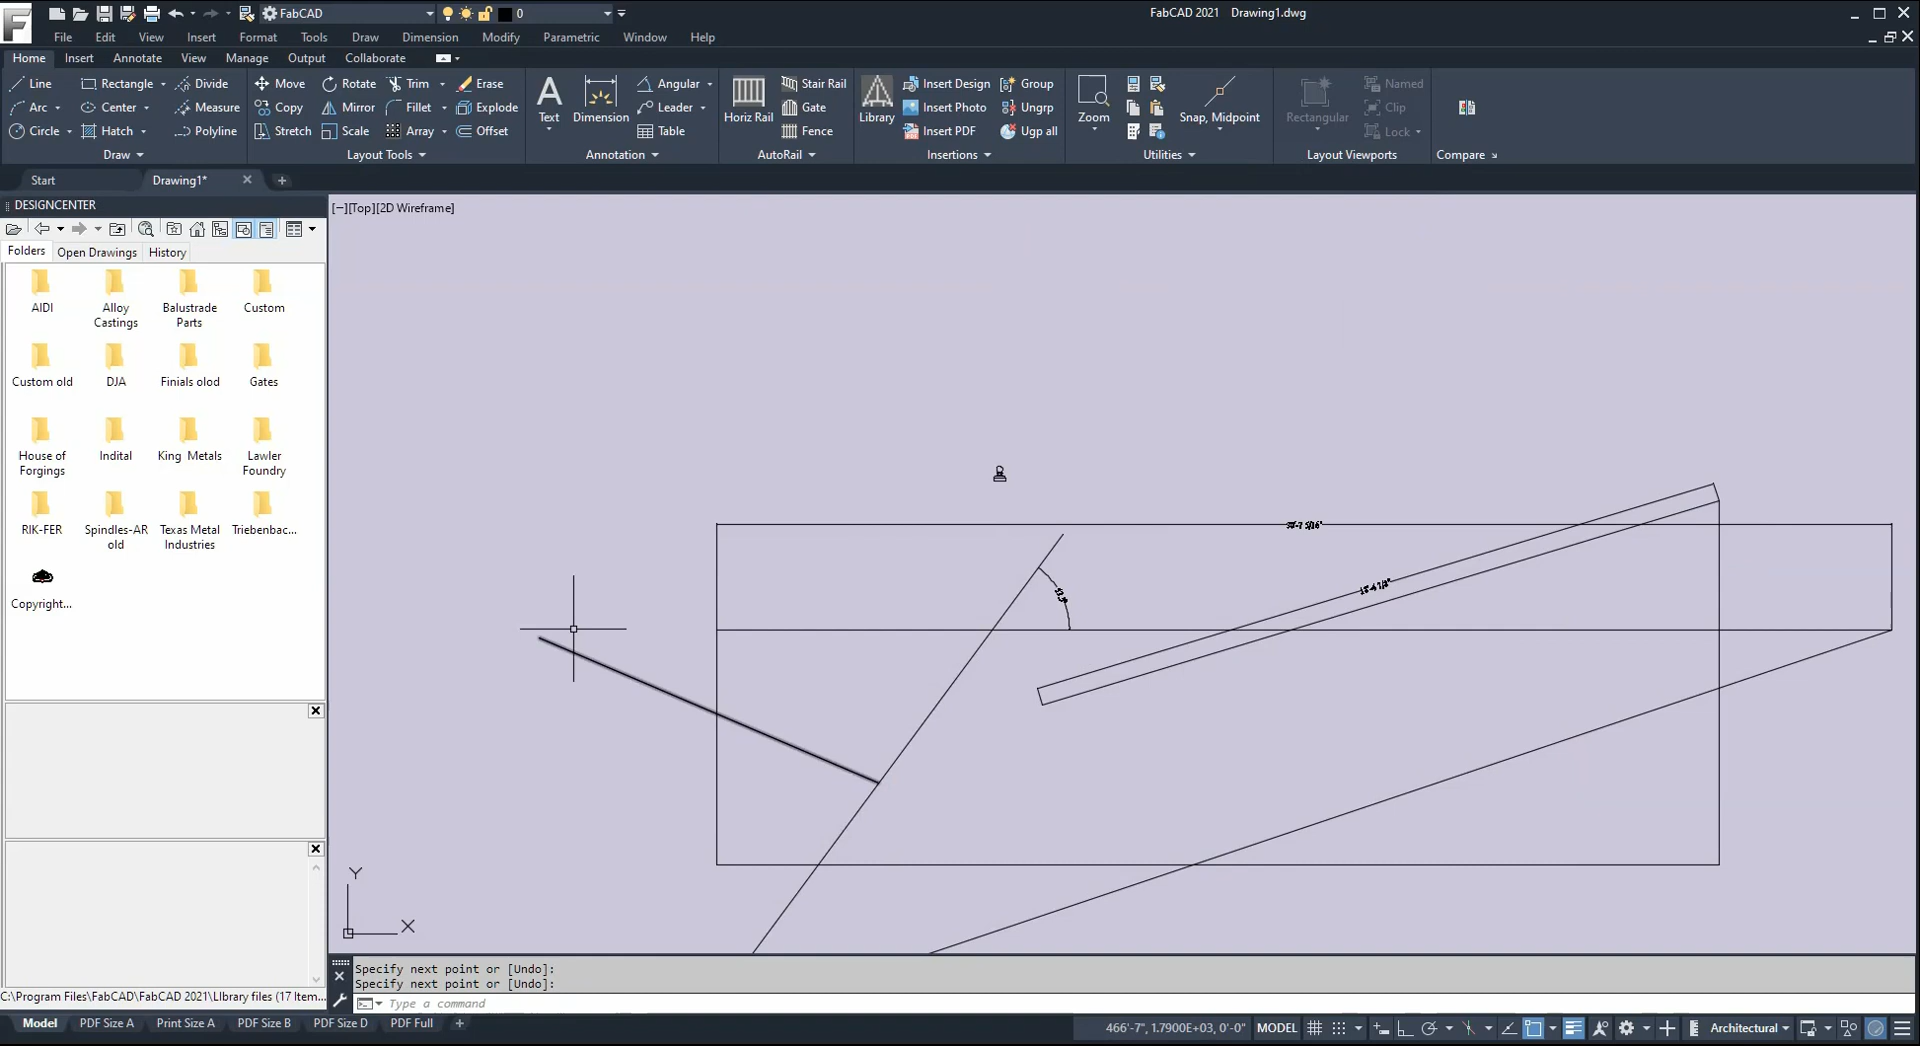 FabCAD 0 FabCAD 2021 Drawing1.dwg
File Edit View Insert Format Tools Draw Dimension Modify Parametric Window Help
Home Insert Annotate View Manage Output Collaborate
Line Rectangle Divide Move Rotate Trim Erase Angular Stair Rail Insert Design Group Named
Arc Center Measure Copy Mirror Fillet Explode Leader Gate Insert Photo Ungrp Clip
Text Dimension Horiz Rail Library Zoom Snap, Midpoint Rectangular
Circle Hatch Polyline Stretch Scale Array Offset Table Fence Insert PDF Ugp all Lock
Draw Layout Tools Annotation AutoRail Insertions Utilities Layout Viewports Compare
Start Drawing1*
DESIGNCENTER
[−][Top][2D Wireframe]
Folders Open Drawings History
AIDI Alloy Castings Balustrade Parts Custom
Custom old DJA Finials olod Gates
House of Forgings Indital King Metals Lawler Foundry
RIK-FER Spindles-AR old Texas Metal Industries Triebenbac...
Copyright...
Y
X
Specify next point or [Undo]:
Specify next point or [Undo]:
Type a command
C:\Program Files\FabCAD\FabCAD 2021\LIbrary files (17 Item...
Model PDF Size A Print Size A PDF Size B PDF Size D PDF Full
466'-7", 1.7900E+03, 0'-0" MODEL Architectural